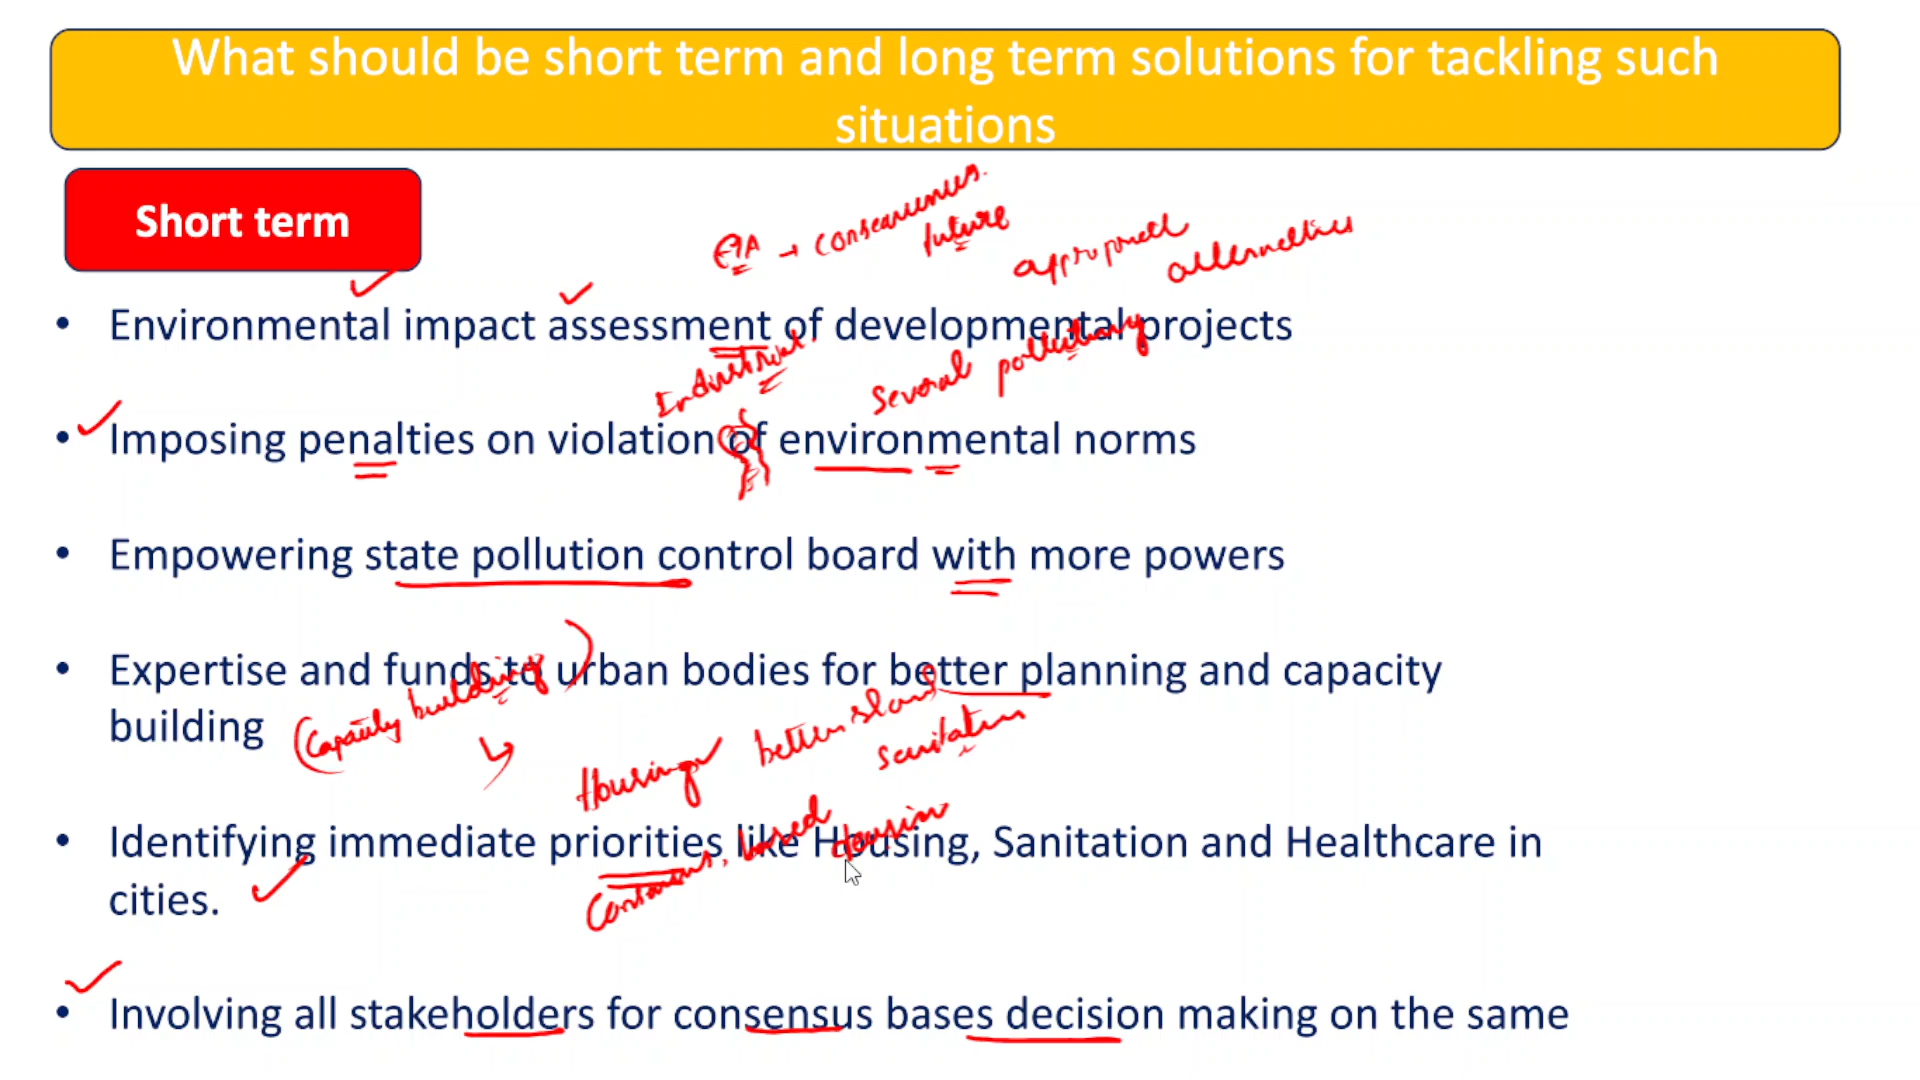 What should be short term and long term solutions for tackling such
situations
Short term
EIA → consequences.
future
appropriate
alternatives
• Environmental impact assessment of developmental projects
Industrial.
Several polluting
• Imposing penalties on violation of environmental norms
• Empowering state pollution control board with more powers
• Expertise and funds to urban bodies for better planning and capacity
building
(Capacity building)
Housing better
sanitation
• Identifying immediate priorities like Housing, Sanitation and Healthcare in
cities.
Consensus based decision
• Involving all stakeholders for consensus bases decision making on the same